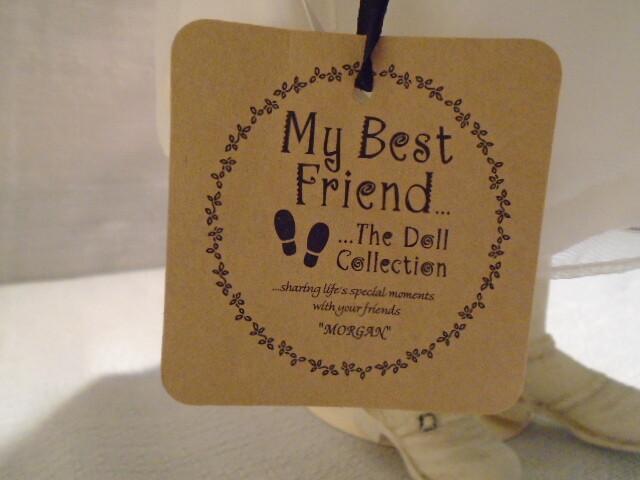 My Best
Friend...
...The Doll
Collection
...sharing life's special moments
with your friends
"MORGAN"